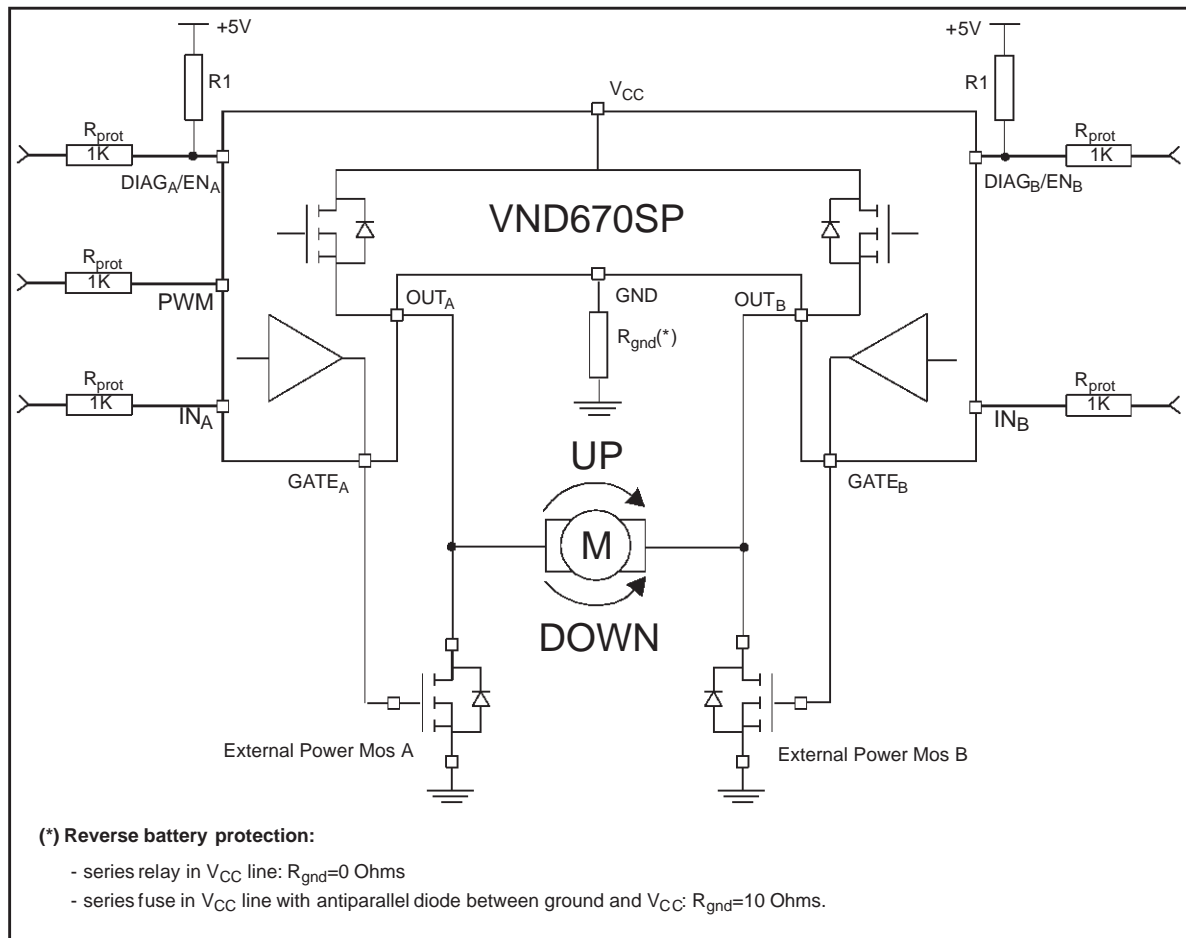 +5V
+5V
R1
R1
VCC
Rprot
1K
Rprot
1K
DIAGA/ENA
DIAGB/ENB
VND670SP
Rprot
1K
PWM
OUTA
GND
OUTB
Rgnd(*)
Rprot
1K
INA
Rprot
1K
INB
GATEA
UP
GATEB
M
DOWN
External Power Mos A
External Power Mos B
(*) Reverse battery protection:
- series relay in VCC line: Rgnd=0 Ohms
- series fuse in VCC line with antiparallel diode between ground and VCC: Rgnd=10 Ohms.